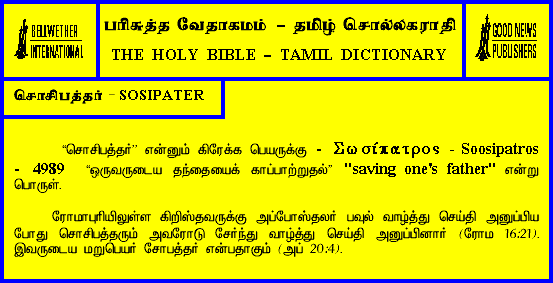 BELLWETHER
INTERNATIONAL
பரிசுத்த வேதாகமம் – தமிழ் சொல்லகராதி
THE HOLY BIBLE – TAMIL DICTIONARY
GOOD NEWS
PUBLISHERS
சொசிபத்தர் – SOSIPATER
“சொசிபத்தர்” என்னும் கிரேக்க பெயருக்கு - Σωσίπατρος - Soosipatros
- 4989 “ஒருவருடைய தந்தையைக் காப்பாற்றுதல்” "saving one's father" என்று
பொருள்.
ரோமாபுரியிலுள்ள கிறிஸ்தவருக்கு அப்போஸ்தலர் பவுல் வாழ்த்து செய்தி அனுப்பிய
போது சொசிபத்தரும் அவரோடு சேர்ந்து வாழ்த்து செய்தி அனுப்பினார் (ரோம 16:21).
இவருடைய மறுபெயர் சோபத்தர் என்பதாகும் (அப் 20:4).